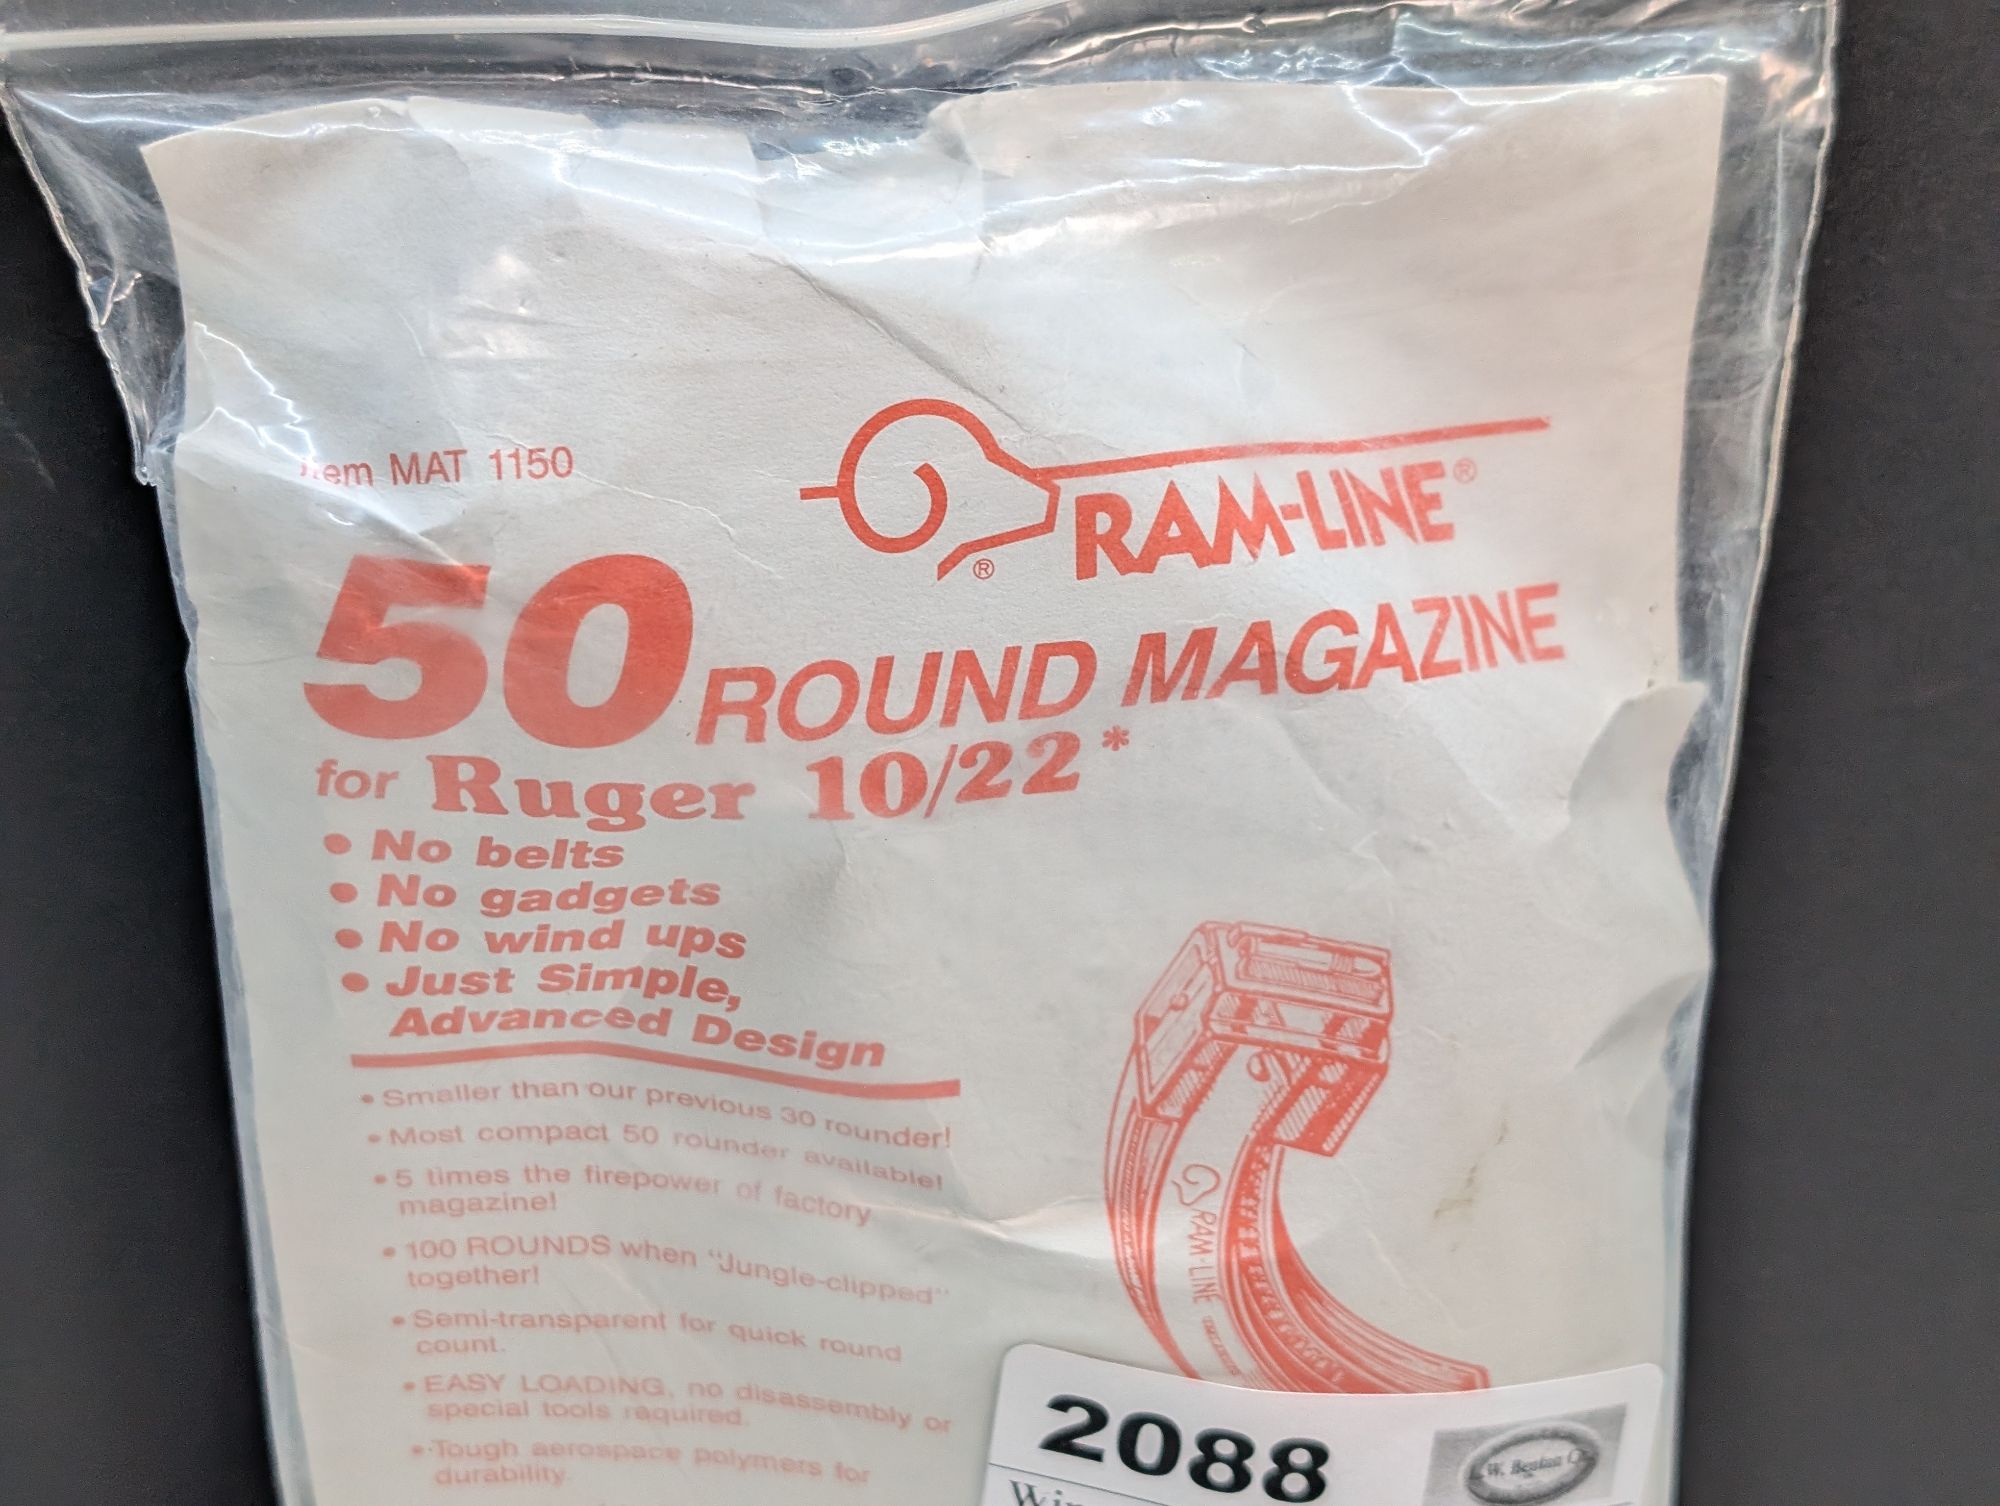 Item MAT 1150
RAM-LINE®
®
50 ROUND MAGAZINE
for Ruger 10/22*
• No belts
• No gadgets
• No wind ups
• Just Simple,
Advanced Design
• Smaller than our previous 30 rounder!
• Most compact 50 rounder available!
• 5 times the firepower of factory
magazine!
• 100 ROUNDS when "Jungle-clipped"
together!
• Semi-transparent for quick round
count.
• EASY LOADING, no disassembly or
special tools required.
• Tough aerospace polymers for
durability.
RAM-LINE
2088